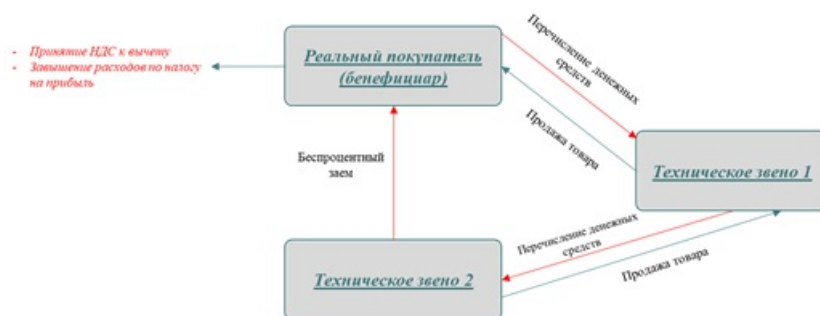 - Принятие НДС к вычету
- Завышение расходов по налогу
на прибыль
Реальный покупатель
(бенефициар)
Перечисление денежных
средств
Продажа товара
Беспроцентный
заем
Техническое звено 1
Перечисление денежных
средств
Продажа товара
Техническое звено 2